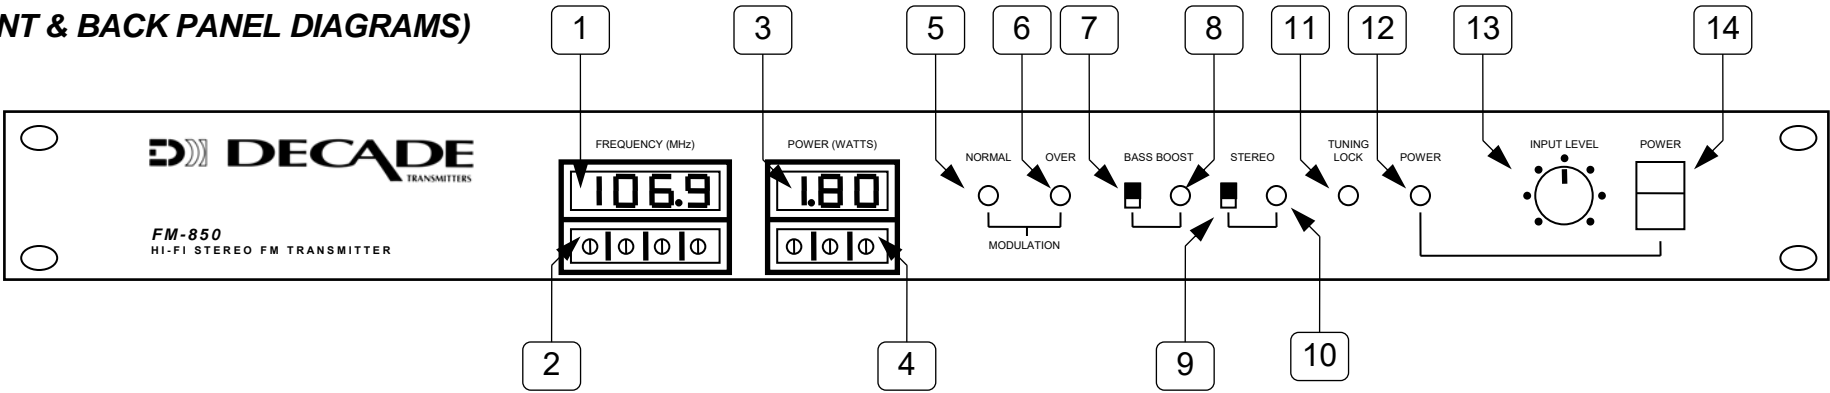 NT & BACK PANEL DIAGRAMS)
1
3
5
6
7
8
11
12
13
14
DECADE
TRANSMITTERS
FM-850
HI-FI STEREO FM TRANSMITTER
FREQUENCY (MHz)
106.9
POWER (WATTS)
1.80
NORMAL
OVER
MODULATION
BASS BOOST
STEREO
TUNING
LOCK
POWER
INPUT LEVEL
POWER
2
4
9
10